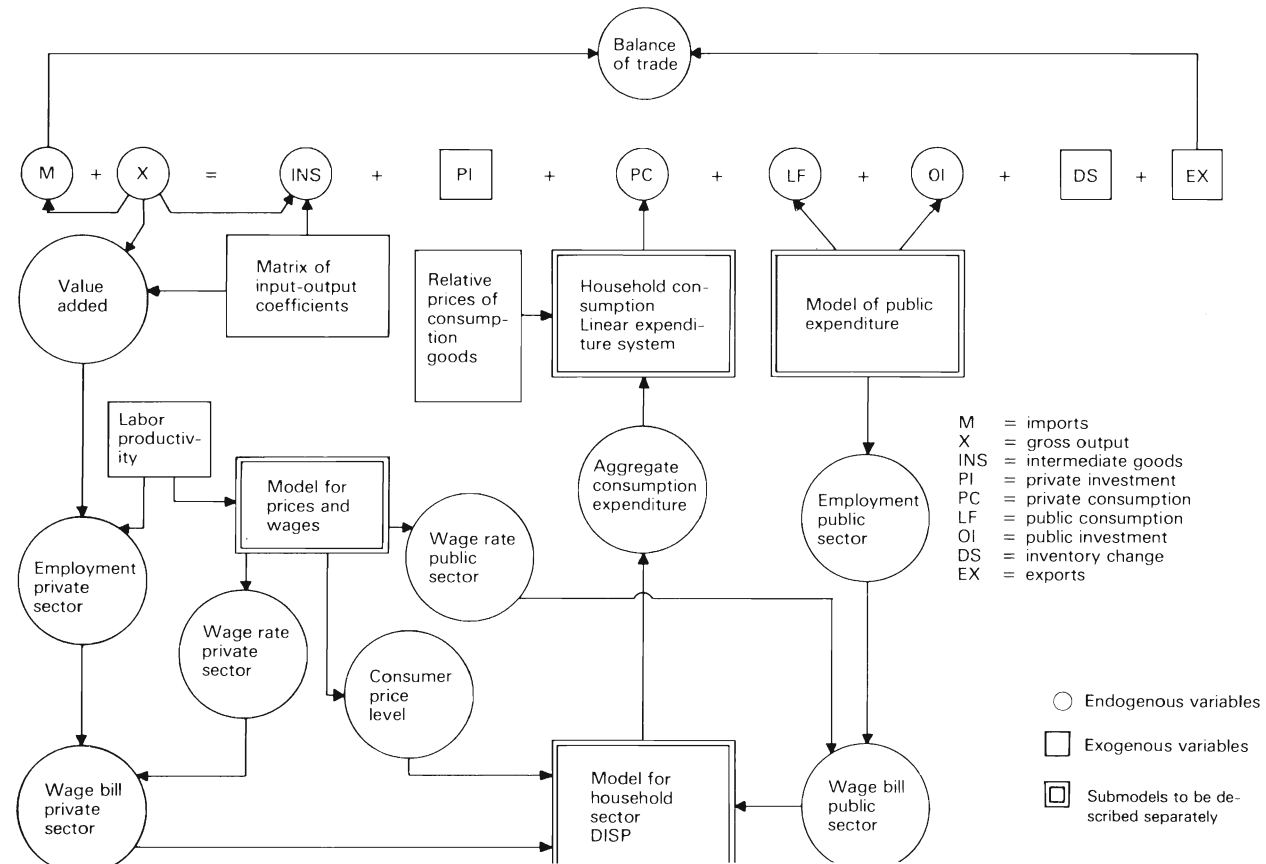 Balance
of trade
M + X = INS + PI + PC + LF + OI + DS + EX
Value
added
Matrix of
input-output
coefficients
Relative
prices of
consump-
tion
goods
Household con-
sumption
Linear expendi-
ture system
Model of public
expenditure
Labor
productiv-
ity
Model for
prices and
wages
Aggregate
consumption
expenditure
Employment
public
sector
M = imports
X = gross output
INS = intermediate goods
PI = private investment
PC = private consumption
LF = public consumption
OI = public investment
DS = inventory change
EX = exports
Employment
private
sector
Wage rate
public
sector
Wage rate
private
sector
Consumer
price
level
Wage bill
private
sector
Model for
household
sector
DISP
Wage bill
public
sector
Endogenous variables
Exogenous variables
Submodels to be de-
scribed separately